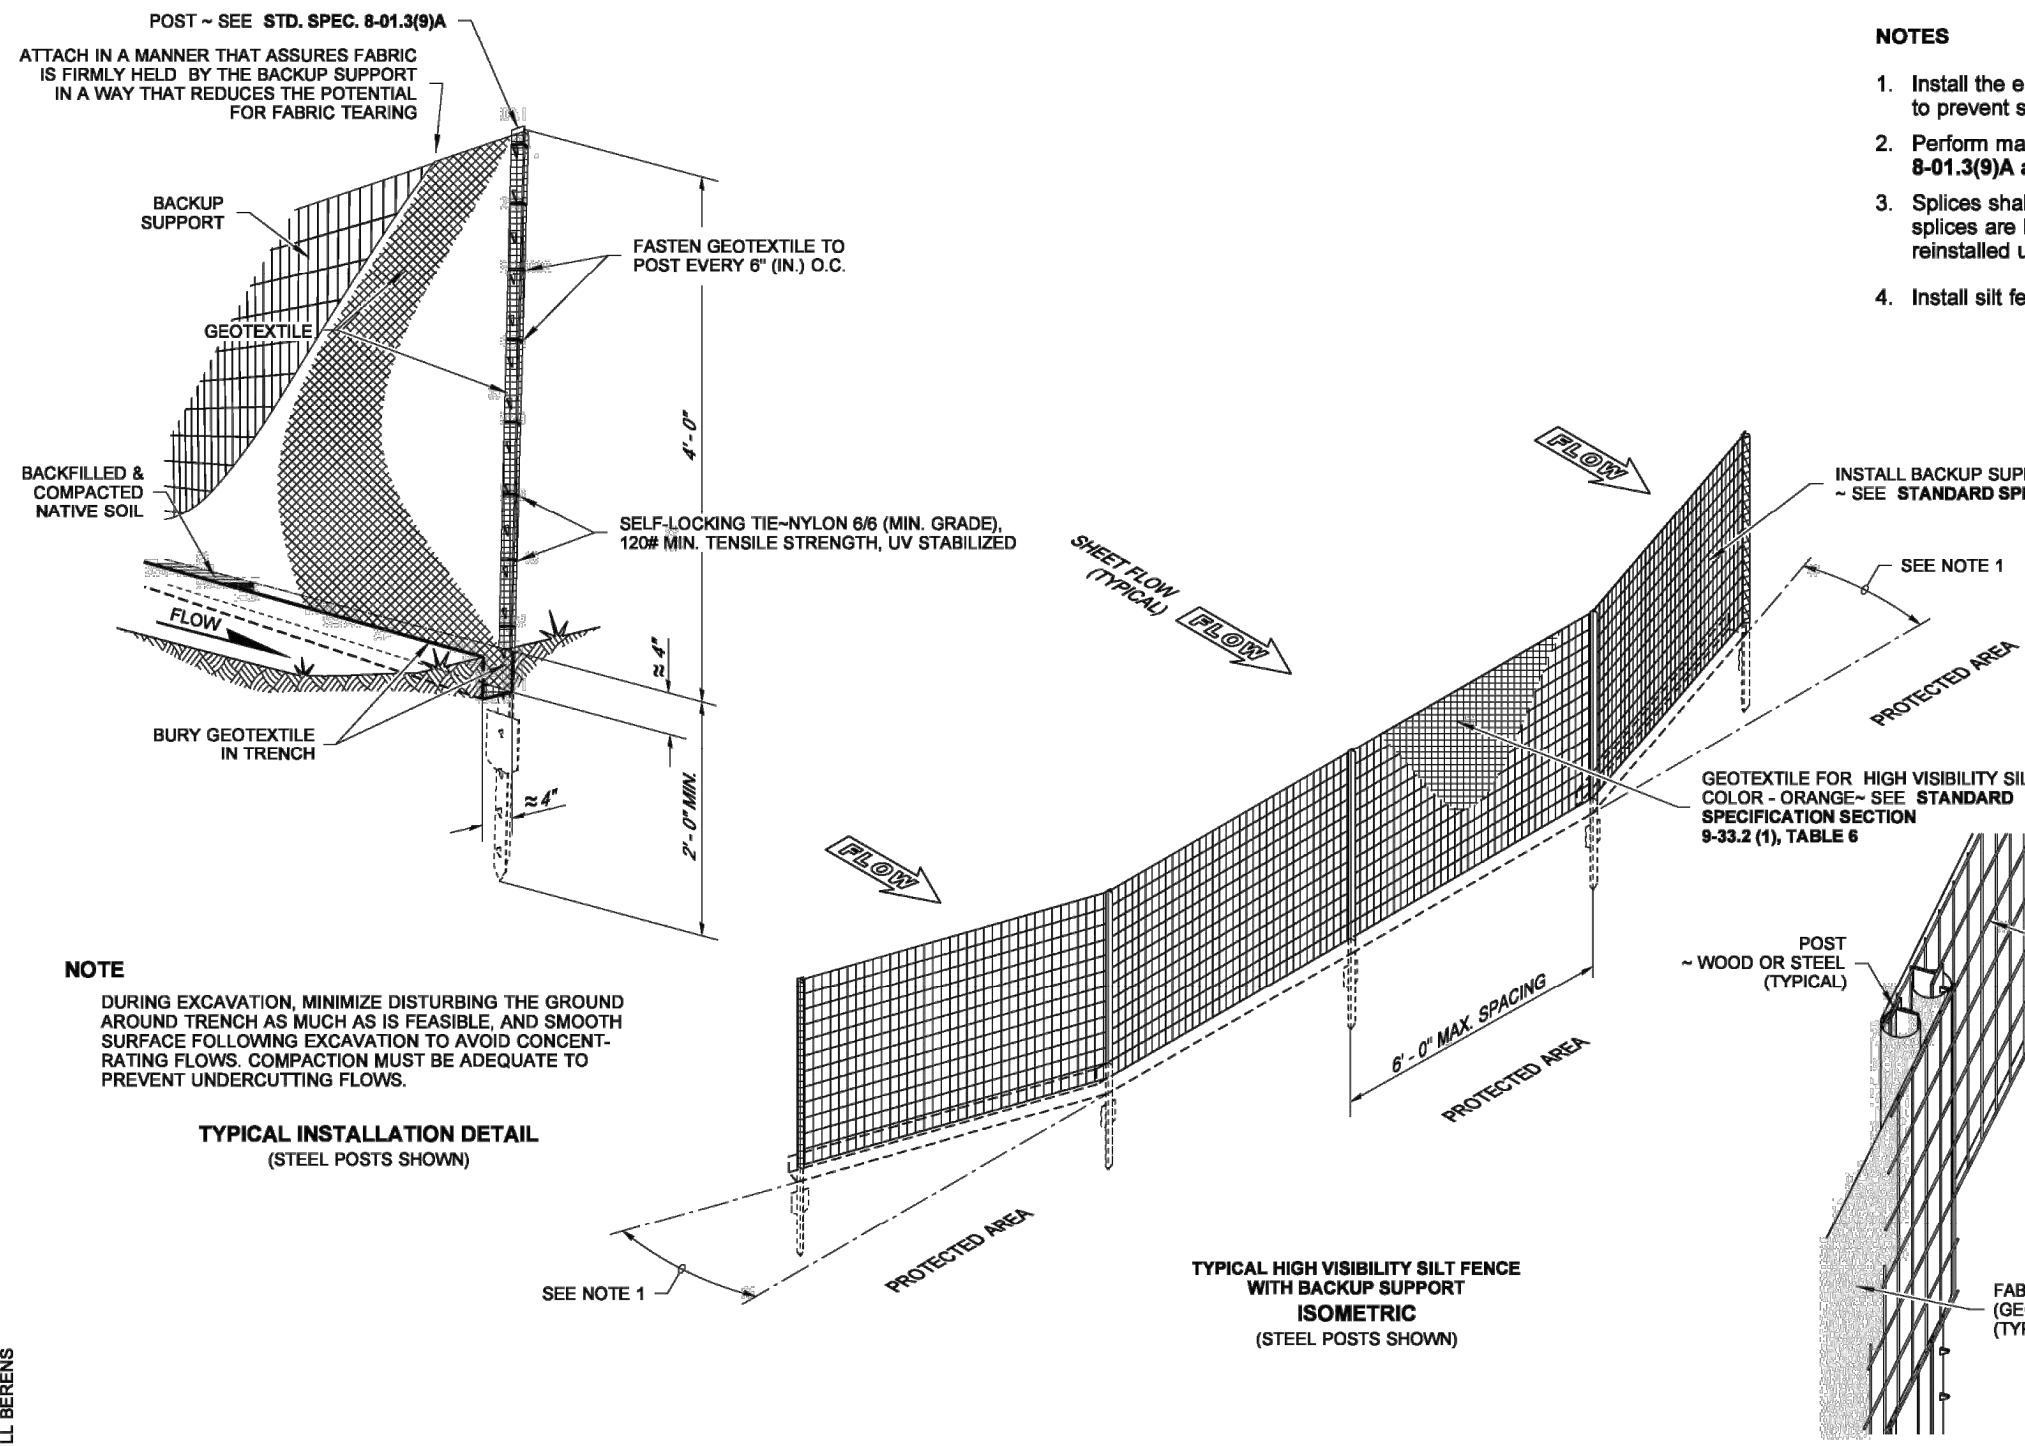 POST ~ SEE STD. SPEC. 8-01.3(9)A
ATTACH IN A MANNER THAT ASSURES FABRIC
IS FIRMLY HELD BY THE BACKUP SUPPORT
IN A WAY THAT REDUCES THE POTENTIAL
FOR FABRIC TEARING
BACKUP
SUPPORT
FASTEN GEOTEXTILE TO
POST EVERY 6" (IN.) O.C.
GEOTEXTILE
4' - 0"
BACKFILLED &
COMPACTED
NATIVE SOIL
SELF-LOCKING TIE~NYLON 6/6 (MIN. GRADE),
120# MIN. TENSILE STRENGTH, UV STABILIZED
FLOW
≈ 4"
BURY GEOTEXTILE
IN TRENCH
≈ 4"
2' - 0" MIN.
NOTE
DURING EXCAVATION, MINIMIZE DISTURBING THE GROUND
AROUND TRENCH AS MUCH AS IS FEASIBLE, AND SMOOTH
SURFACE FOLLOWING EXCAVATION TO AVOID CONCENT-
RATING FLOWS. COMPACTION MUST BE ADEQUATE TO
PREVENT UNDERCUTTING FLOWS.
TYPICAL INSTALLATION DETAIL
(STEEL POSTS SHOWN)
NOTES
1. Install the e
to prevent s
2. Perform ma
8-01.3(9)A a
3. Splices shal
splices are
reinstalled u
4. Install silt fe
FLOW
INSTALL BACKUP SUP
~ SEE STANDARD SP
SHEET FLOW
(TYPICAL)
FLOW
SEE NOTE 1
PROTECTED AREA
GEOTEXTILE FOR HIGH VISIBILITY SIL
COLOR - ORANGE~ SEE STANDARD
SPECIFICATION SECTION
9-33.2 (1), TABLE 6
FLOW
POST
~ WOOD OR STEEL
(TYPICAL)
6' - 0" MAX. SPACING
PROTECTED AREA
PROTECTED AREA
SEE NOTE 1
TYPICAL HIGH VISIBILITY SILT FENCE
WITH BACKUP SUPPORT
ISOMETRIC
(STEEL POSTS SHOWN)
FAB
(GE
(TY
LL BERENS